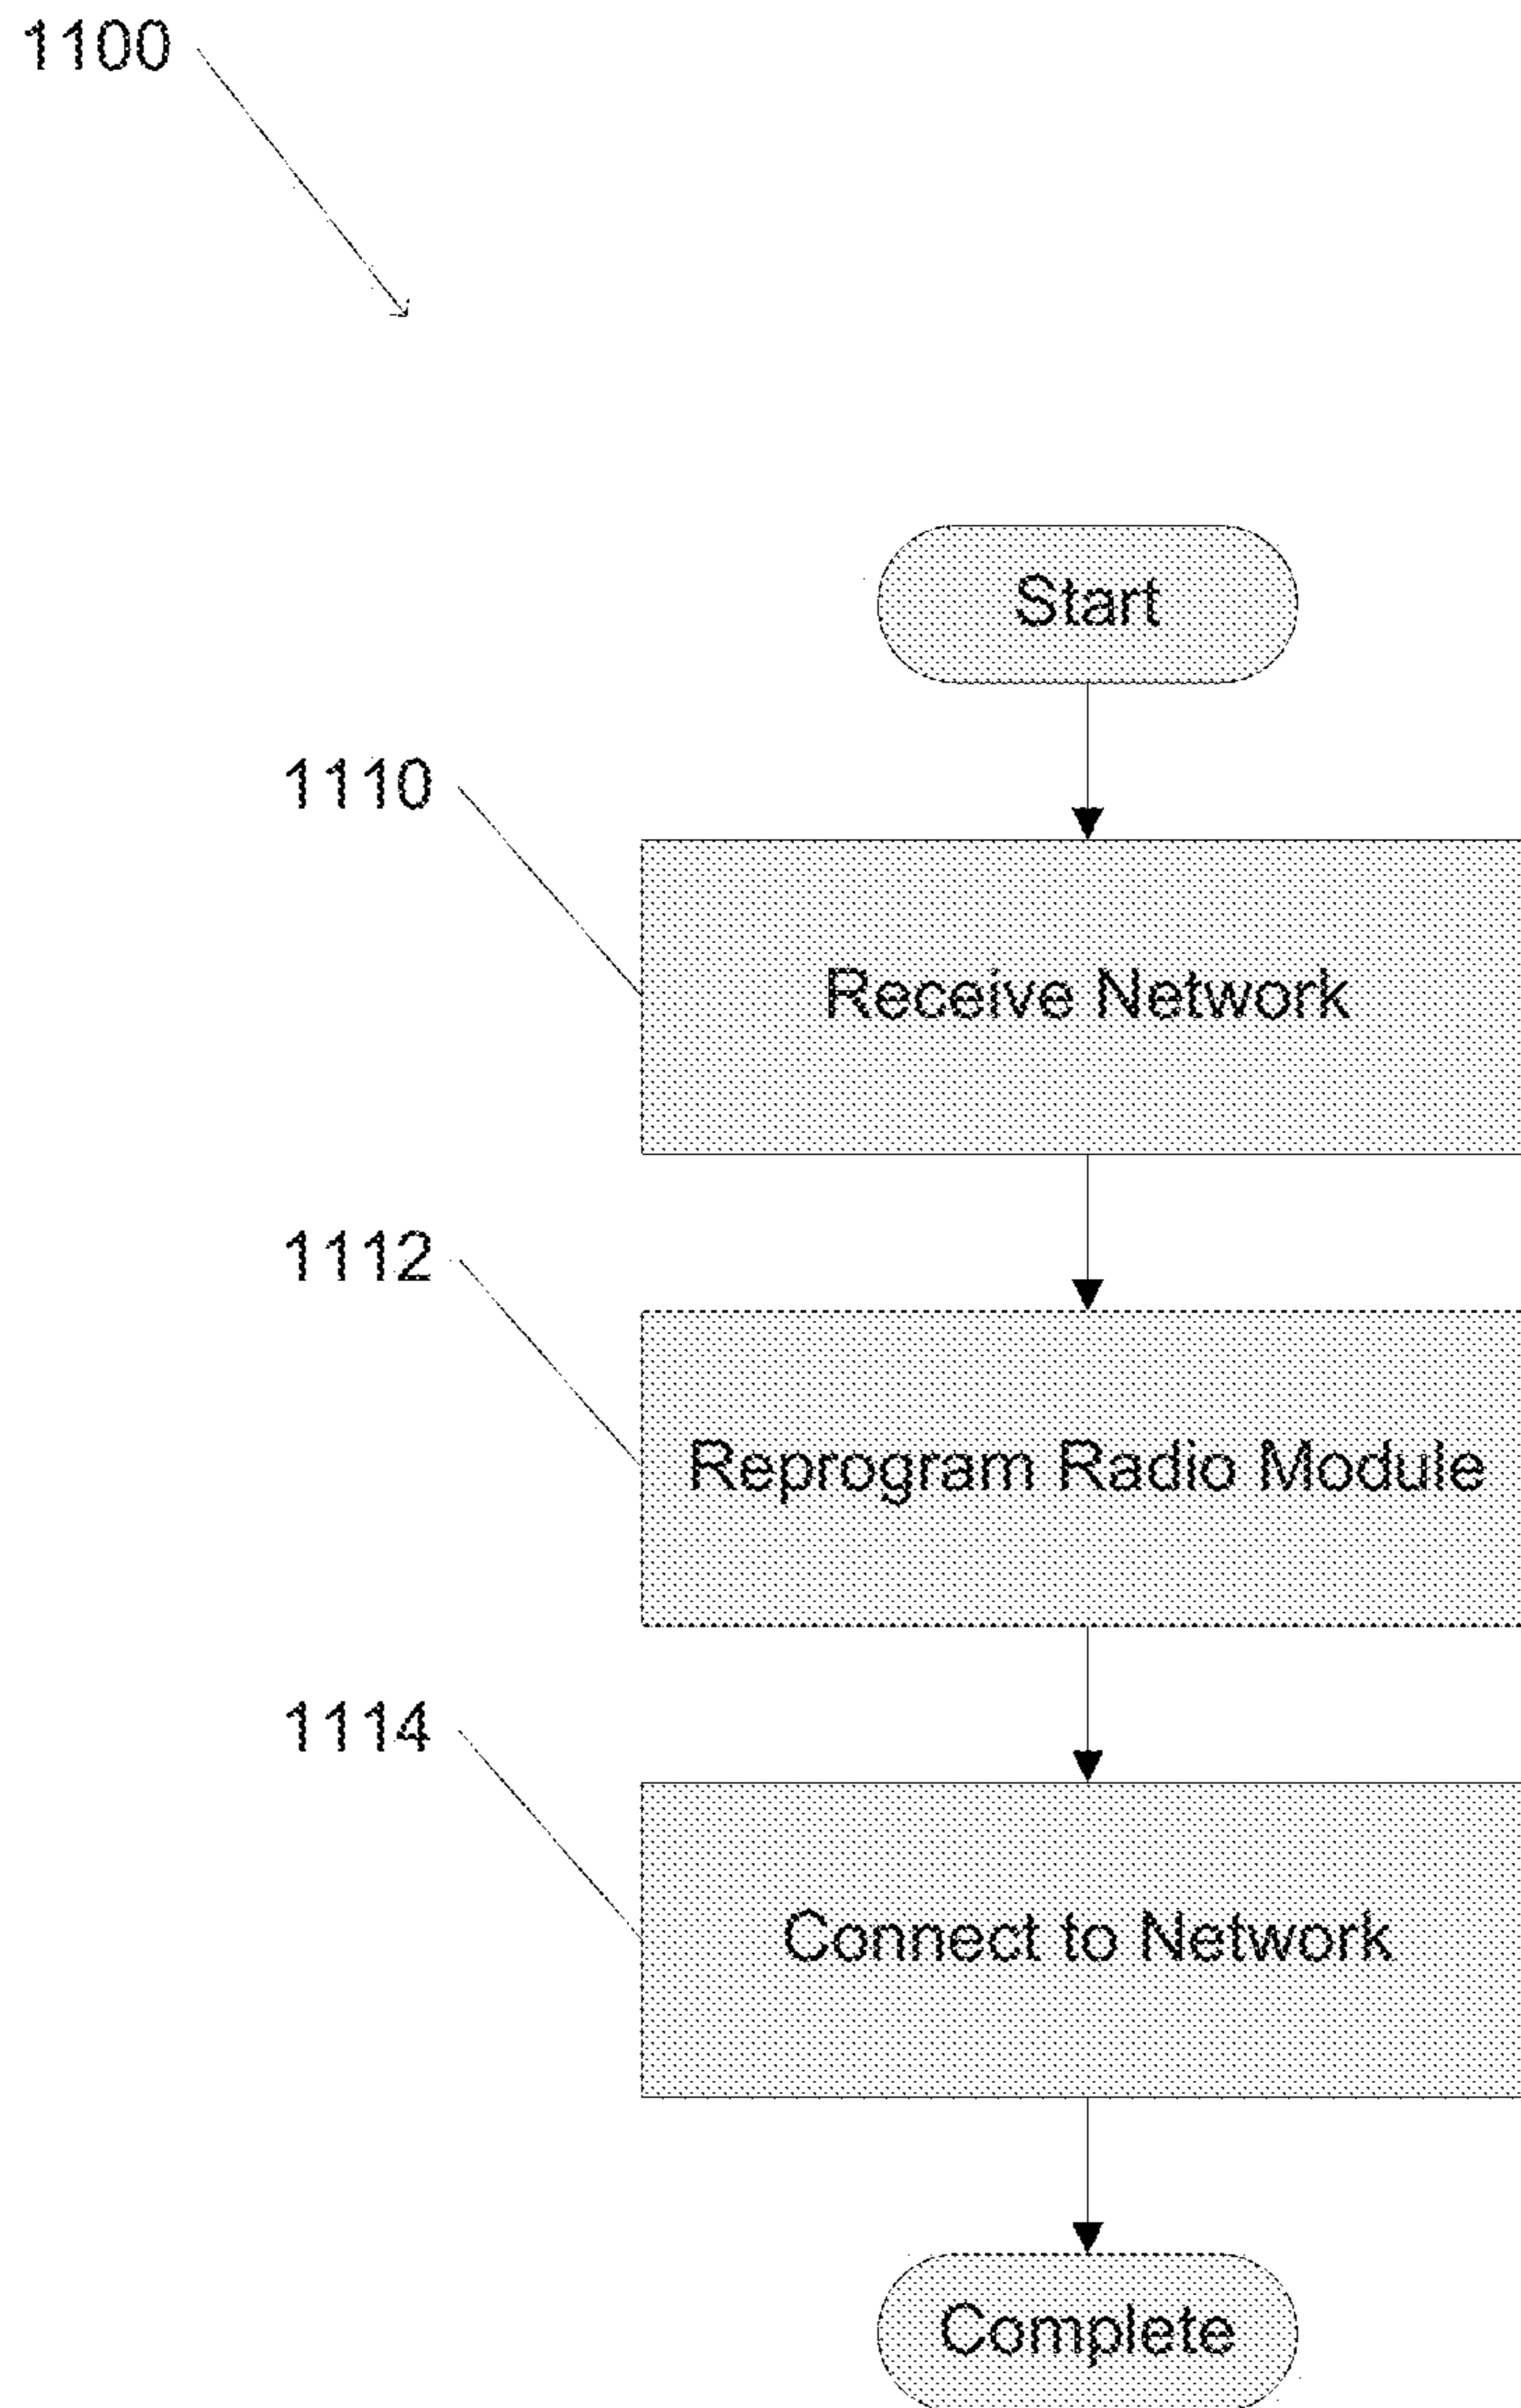 1100
Start
1110
Receive Network
1112
Reprogram Radio Module
1114
Connect to Network
Complete